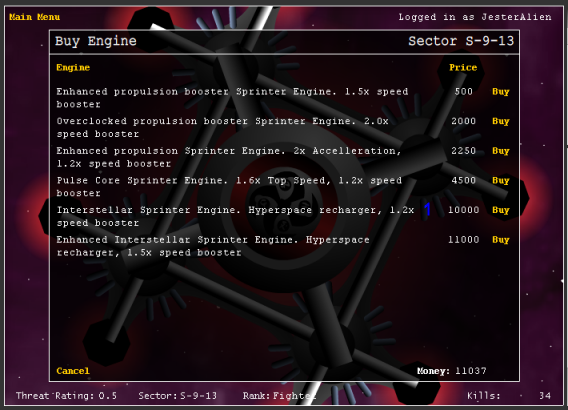 Main Menu Logged in as JesterAlien
Buy Engine Sector S-9-13
Engine Price
Enhanced propulsion booster Sprinter Engine. 1.5x speed 500 Buy
booster
Overclocked propulsion booster Sprinter Engine. 2.0x 2000 Buy
speed booster
Enhanced propulsion Sprinter Engine. 2x Accelleration, 2250 Buy
1.2x speed booster
Pulse Core Sprinter Engine. 1.6x Top Speed, 1.2x speed 4500 Buy
booster
Interstellar Sprinter Engine. Hyperspace recharger, 1.2x 10000 Buy
speed booster
Enhanced Interstellar Sprinter Engine. Hyperspace 11000 Buy
recharger, 1.5x speed booster
Cancel Money: 11037
Threat Rating: 0.5 Sector: S-9-13 Rank: Fighter Kills: 34